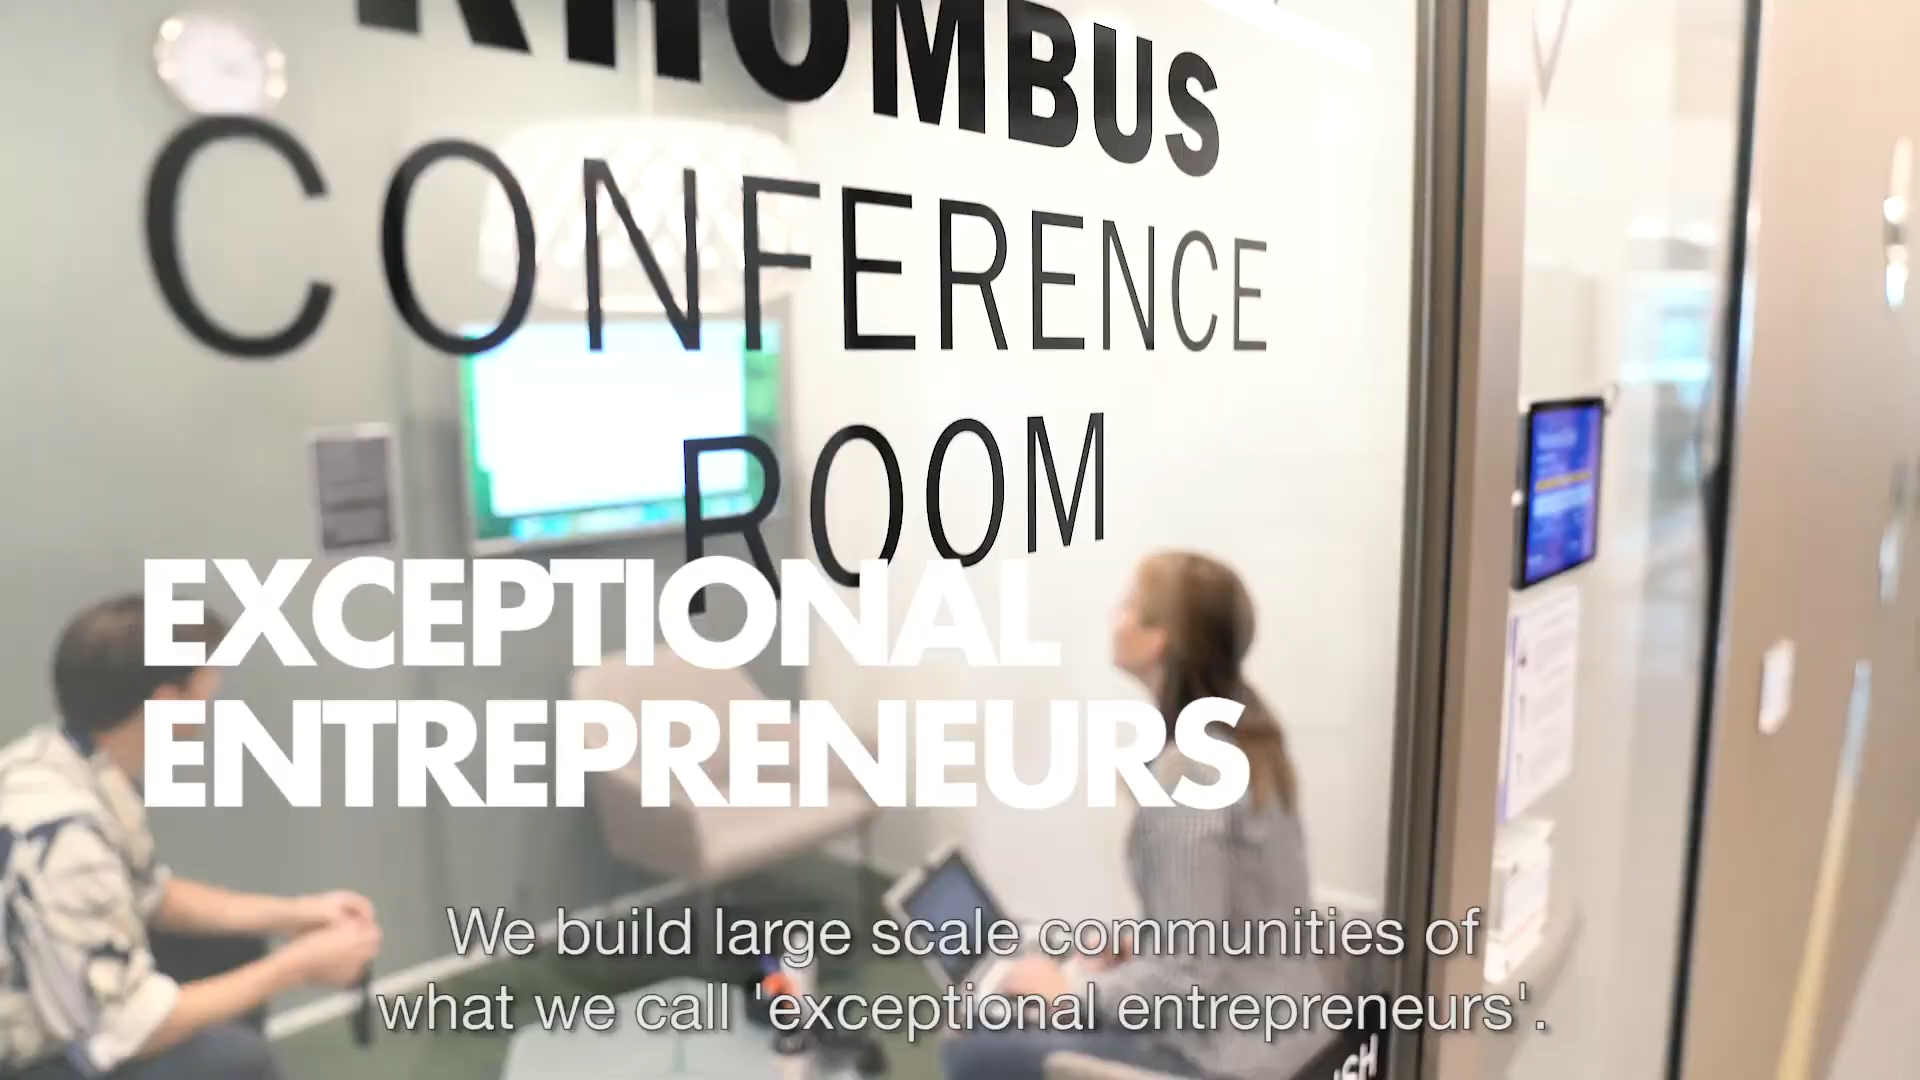 RHOMBUS
CONFERENCE
ROOM
EXCEPTIONAL
ENTREPRENEURS
We build large scale communities of
what we call 'exceptional entrepreneurs'.